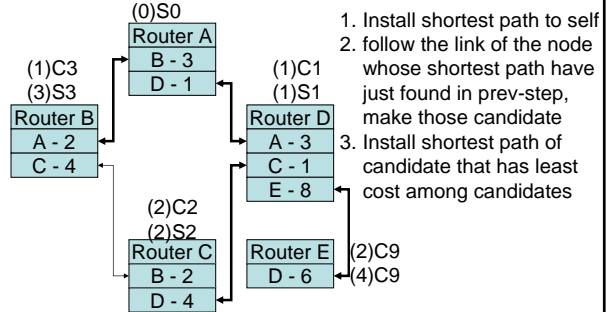 (0)S0
Router A
B - 3
D - 1
(1)C3
(3)S3
Router B
A - 2
C - 4
(1)C1
(1)S1
Router D
A - 3
C - 1
E - 8
(2)C2
(2)S2
Router C
B - 2
D - 4
Router E
D - 6
(2)C9
(4)C9
1. Install shortest path to self
2. follow the link of the node
whose shortest path have
just found in prev-step,
make those candidate
3. Install shortest path of
candidate that has least
cost among candidates